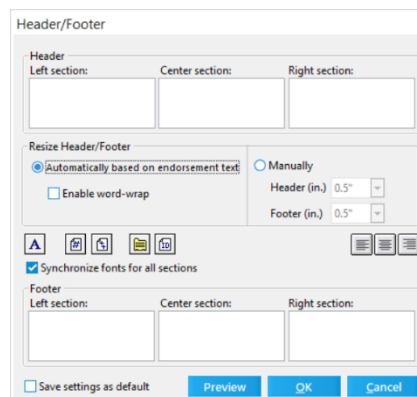 Header/Footer
Header
Left section: Center section: Right section:
Resize Header/Footer
Automatically based on endorsement text Manually
Enable word-wrap Header (in.) 0.5"
Footer (in.) 0.5"
A # ID
Synchronize fonts for all sections
Footer
Left section: Center section: Right section:
Save settings as default Preview OK Cancel